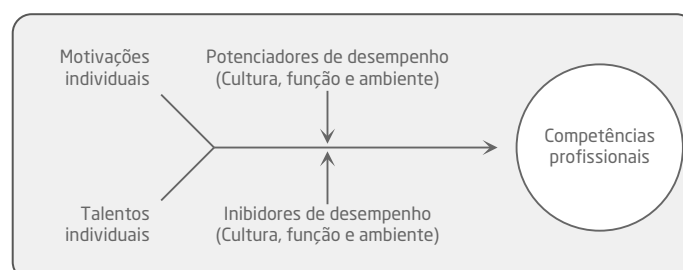 Motivações
individuais
Potenciadores de desempenho
(Cultura, função e ambiente)
Competências
profissionais
Talentos
individuais
Inibidores de desempenho
(Cultura, função e ambiente)